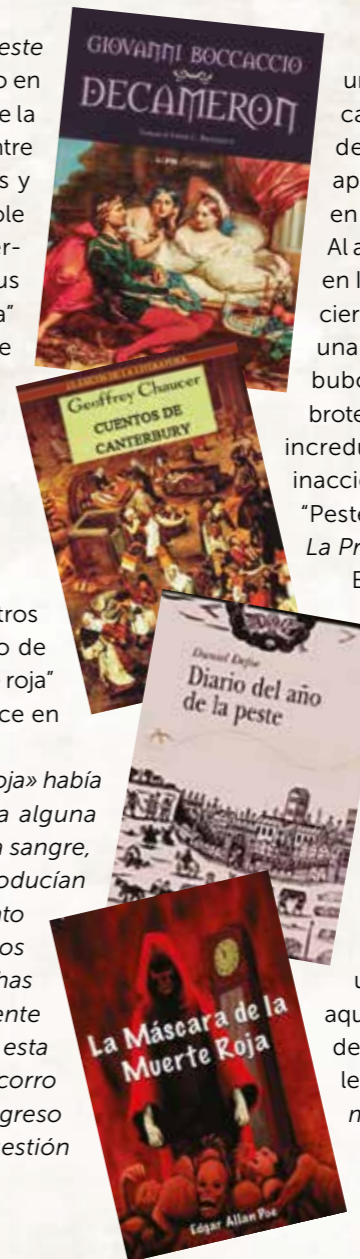 este
o en
e la
ntre
s y
ole
er-
us
a”
e
tros
o de
roja”
ce en
oja» había
a alguna
a sangre,
oducían
nto
os
has
ente
esta
corro
greso
estión
GIOVANNI BOCCACCIO
DECAMERON
Geoffrey Chaucer
CUENTOS DE
CANTERBURY
Daniel Defoe
Diario del año
de la peste
La Máscara de la
Muerte Roja
Edgar Allan Poe
un
ca
de
ap
en
Al a
en l
cier
una
bubo
brote
incredu
inacci
“Peste
La Pr
E
u
aqu
de
le
m